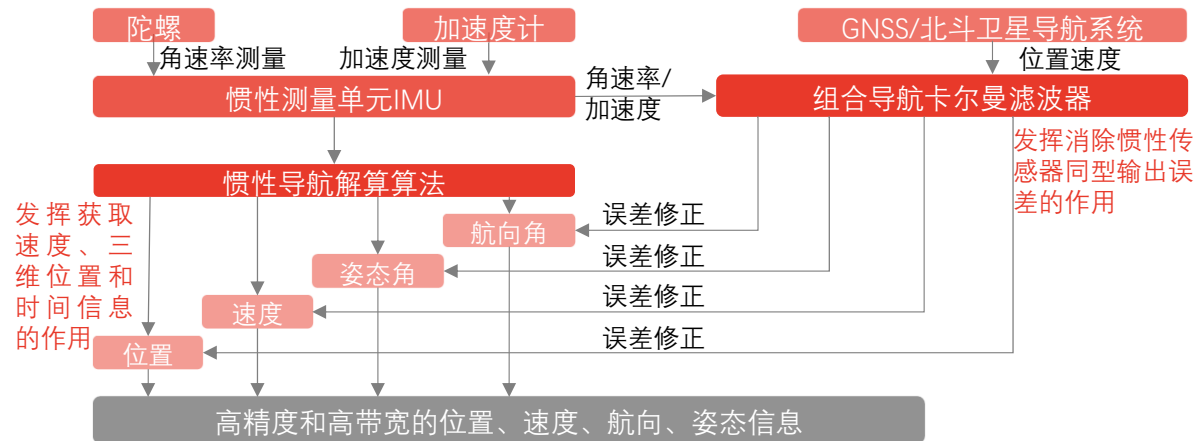 陀螺
加速度计
GNSS/北斗卫星导航系统
角速率测量
加速度测量
位置速度
惯性测量单元IMU
角速率/
加速度
组合导航卡尔曼滤波器
发挥消除惯性传
感器同型输出误
差的作用
惯性导航解算算法
发挥获取
速度、三
维位置和
时间信息
的作用
航向角
误差修正
姿态角
误差修正
速度
误差修正
位置
误差修正
高精度和高带宽的位置、速度、航向、姿态信息